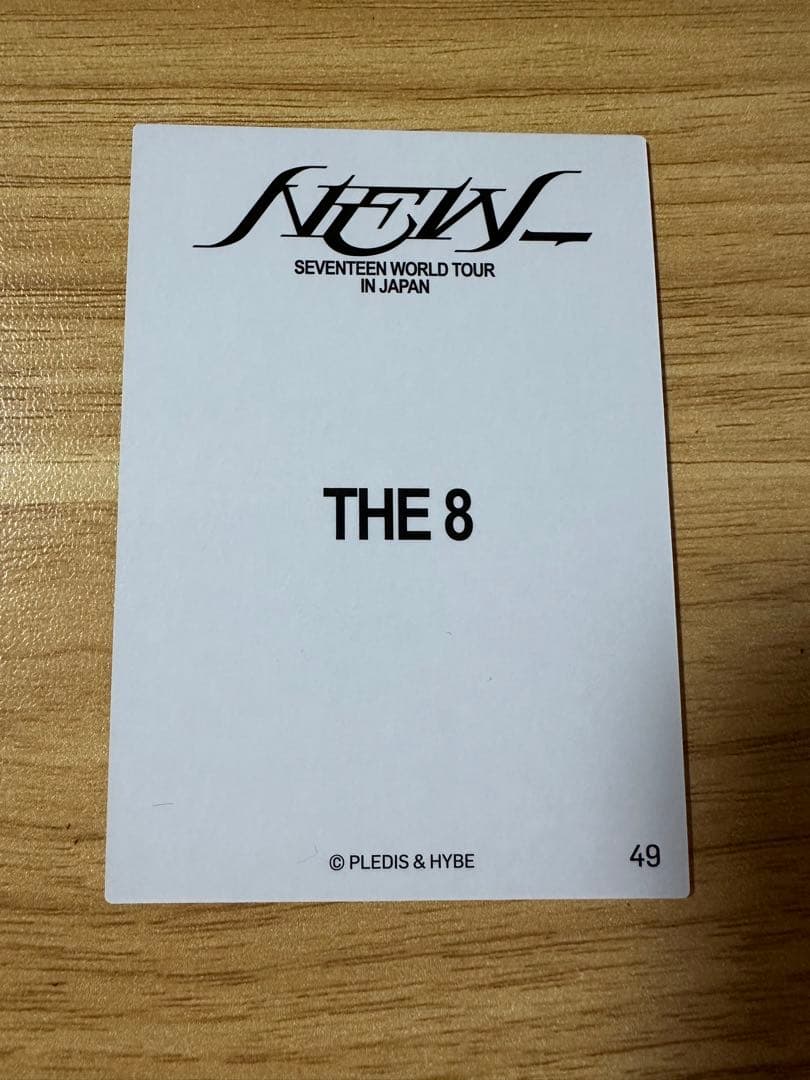 NEW_
SEVENTEEN WORLD TOUR
IN JAPAN
THE 8
© PLEDIS & HYBE
49